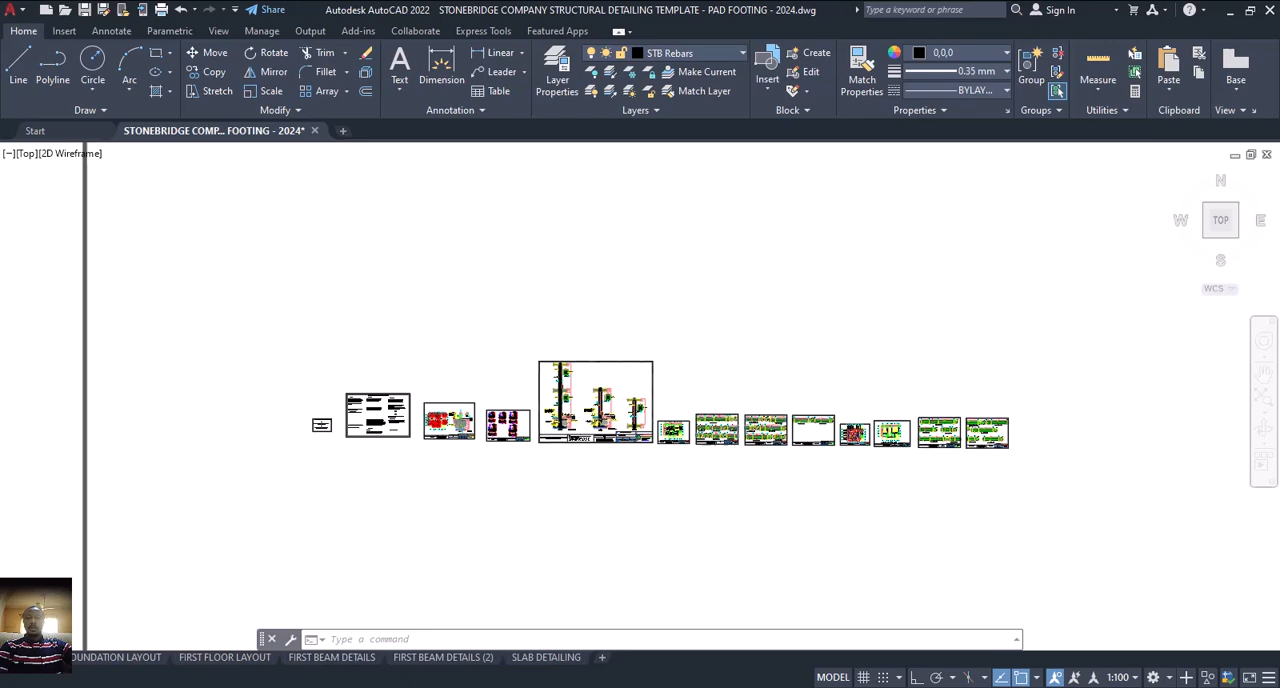 Share
Autodesk AutoCAD 2022 STONEBRIDGE COMPANY STRUCTURAL DETAILING TEMPLATE - PAD FOOTING - 2024.dwg
Type a keyword or phrase
Sign In
Home Insert Annotate Parametric View Manage Output Add-ins Collaborate Express Tools Featured Apps
Line Polyline Circle Arc
Move Rotate Trim
Copy Mirror Fillet
Stretch Scale Array
Text Dimension
Linear
Leader
Table
Layer Properties
STB Rebars
Make Current
Match Layer
Insert
Create
Edit
Match Properties
0,0,0
0.35 mm
BYLAY...
Group
Measure
Paste
Base
Draw Modify Annotation Layers Block Properties Groups Utilities Clipboard View
Start STONEBRIDGE COMP... FOOTING - 2024*
[−][Top][2D Wireframe]
N
W TOP E
S
WCS
Type a command
OUNDATION LAYOUT FIRST FLOOR LAYOUT FIRST BEAM DETAILS FIRST BEAM DETAILS (2) SLAB DETAILING
MODEL 1:100